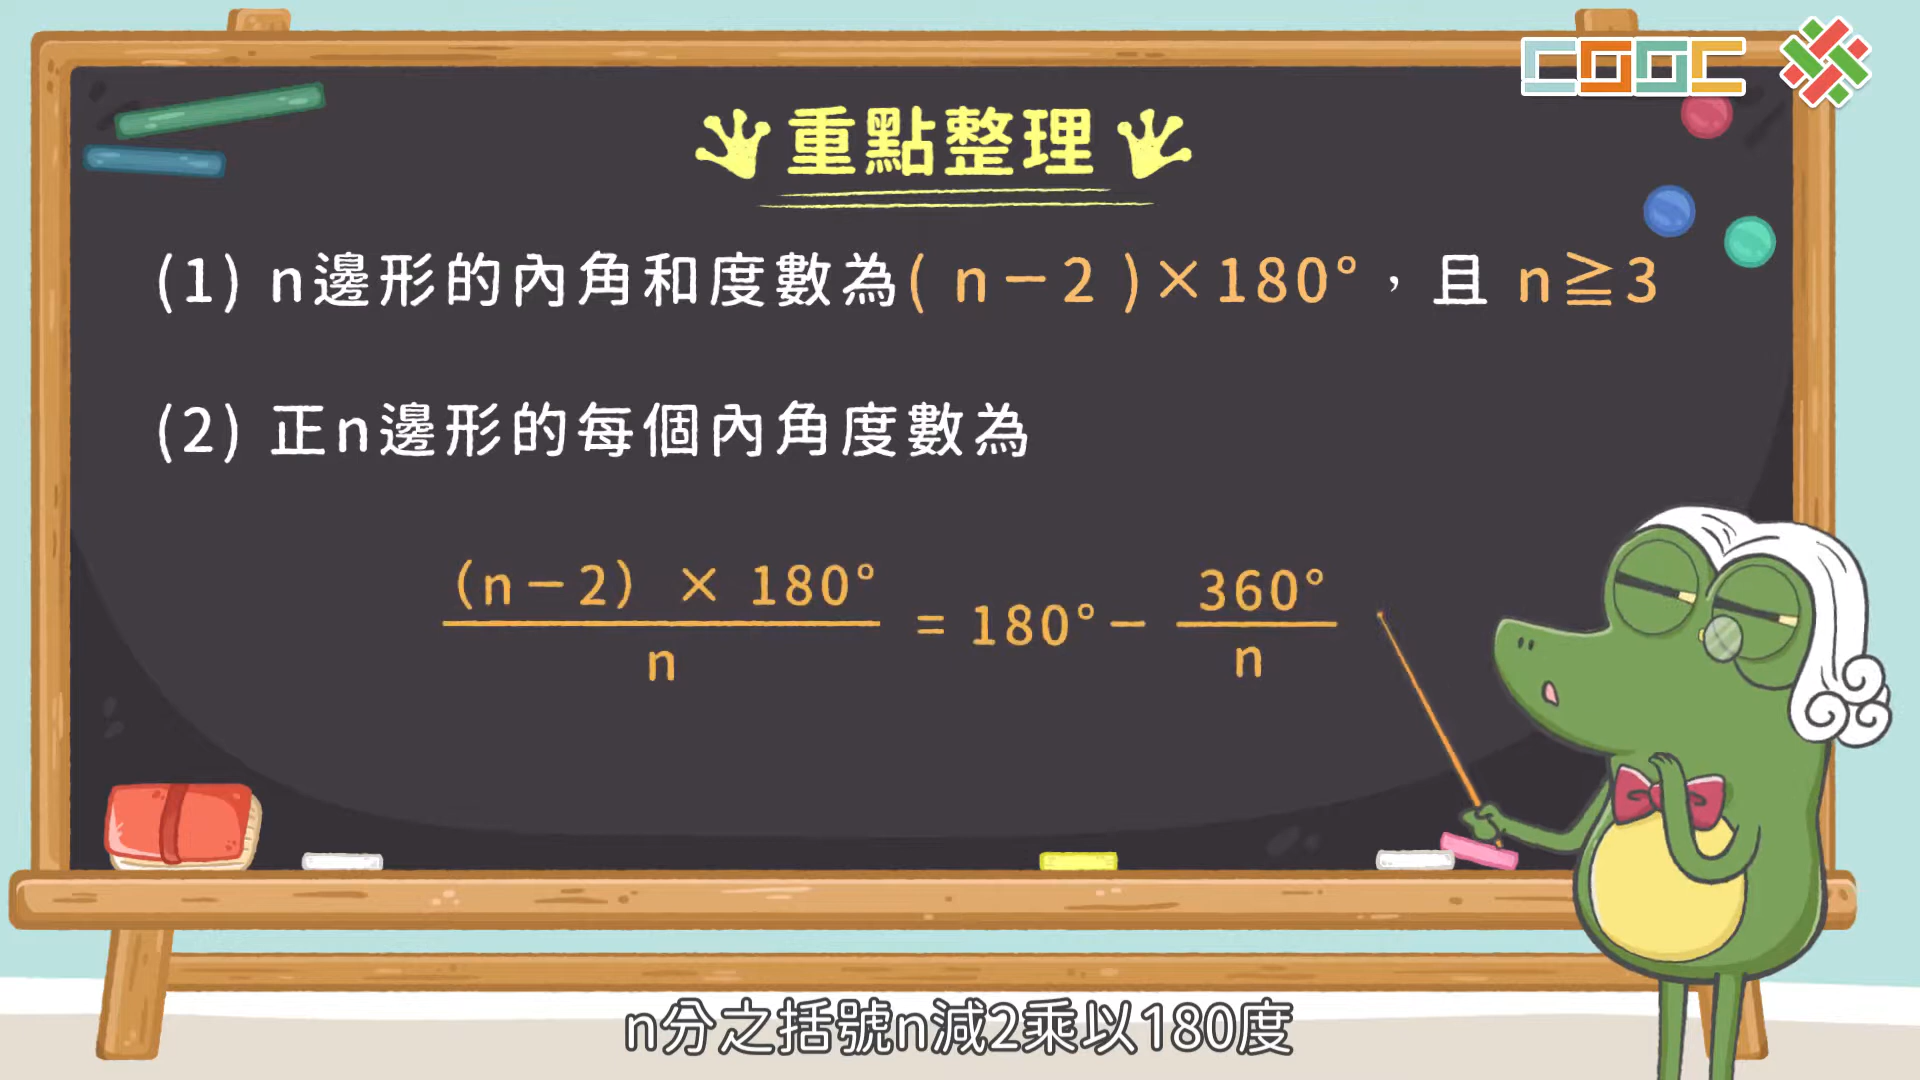 COOC
重點整理
(1) n邊形的內角和度數為( n－2 )×180°，且 n≧3
(2) 正n邊形的每個內角度數為
(n－2) × 180° / n = 180°－ 360° / n
n分之括號n減2乘以180度